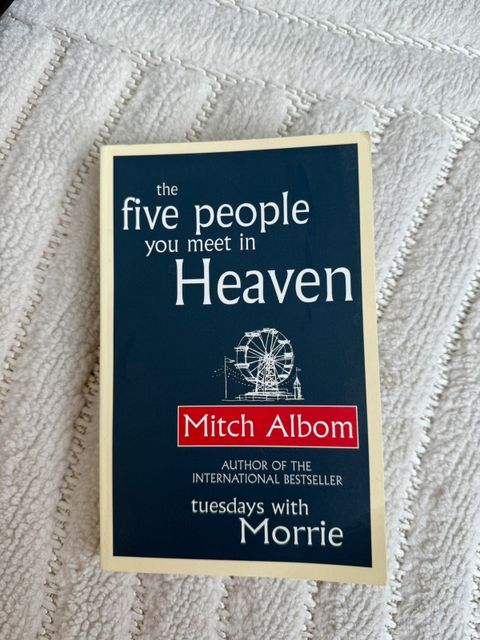 the
five people
you meet in
Heaven
Mitch Albom
AUTHOR OF THE
INTERNATIONAL BESTSELLER
tuesdays with
Morrie